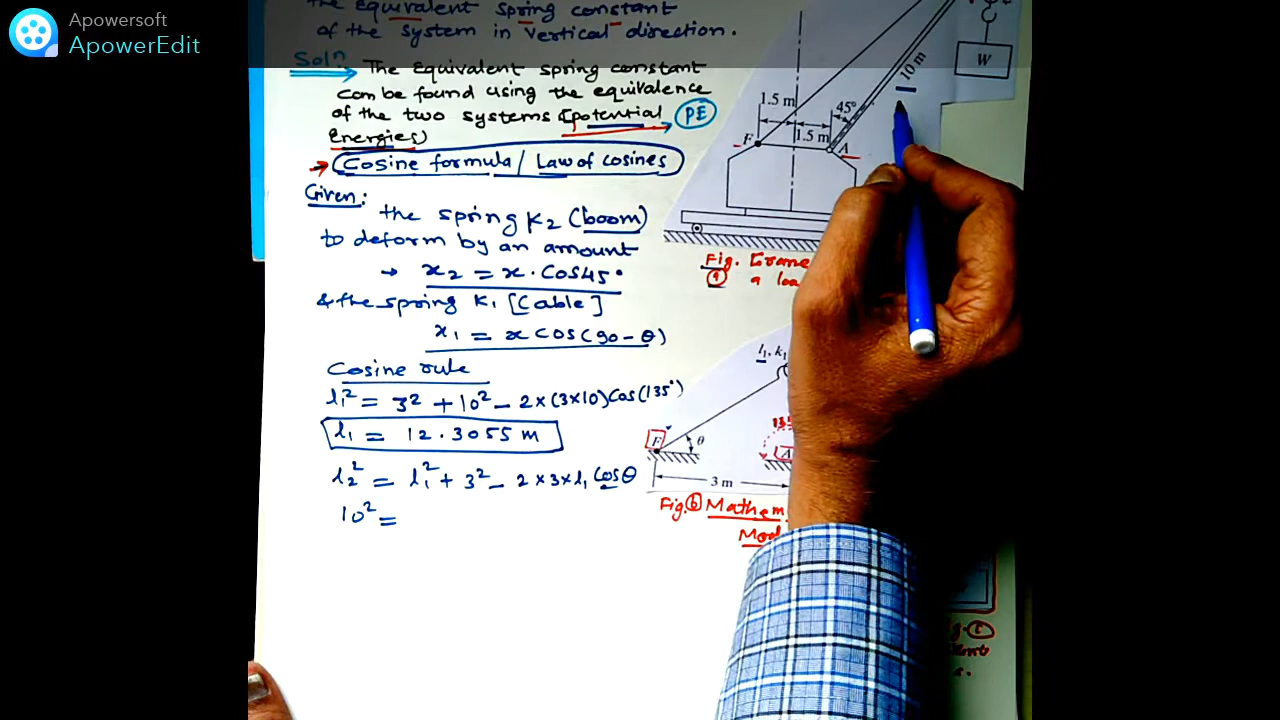 Apowersoft
ApowerEdit
the equivalent spring constant
of the system in vertical direction.
Soln The Equivalent spring constant
can be found using the equivalence
of the two systems (potential PE
Energies)
Cosine formula / Law of cosines
Given:
the spring K2 (boom)
to deform by an amount
→ x2 = x · Cos45°
& the spring K1 [Cable]
x1 = x cos(90 - θ)
Cosine rule
l1² = 3² + 10² - 2×(3×10)Cos(135°)
l1 = 12.3055 m
l2² = l1² + 3² - 2×3×l1 Cosθ
10² =
W
10 m
1.5 m
45°
1.5 m
F
A
Fig.
a
l1, k1
F
θ
A
3 m
Fig. b